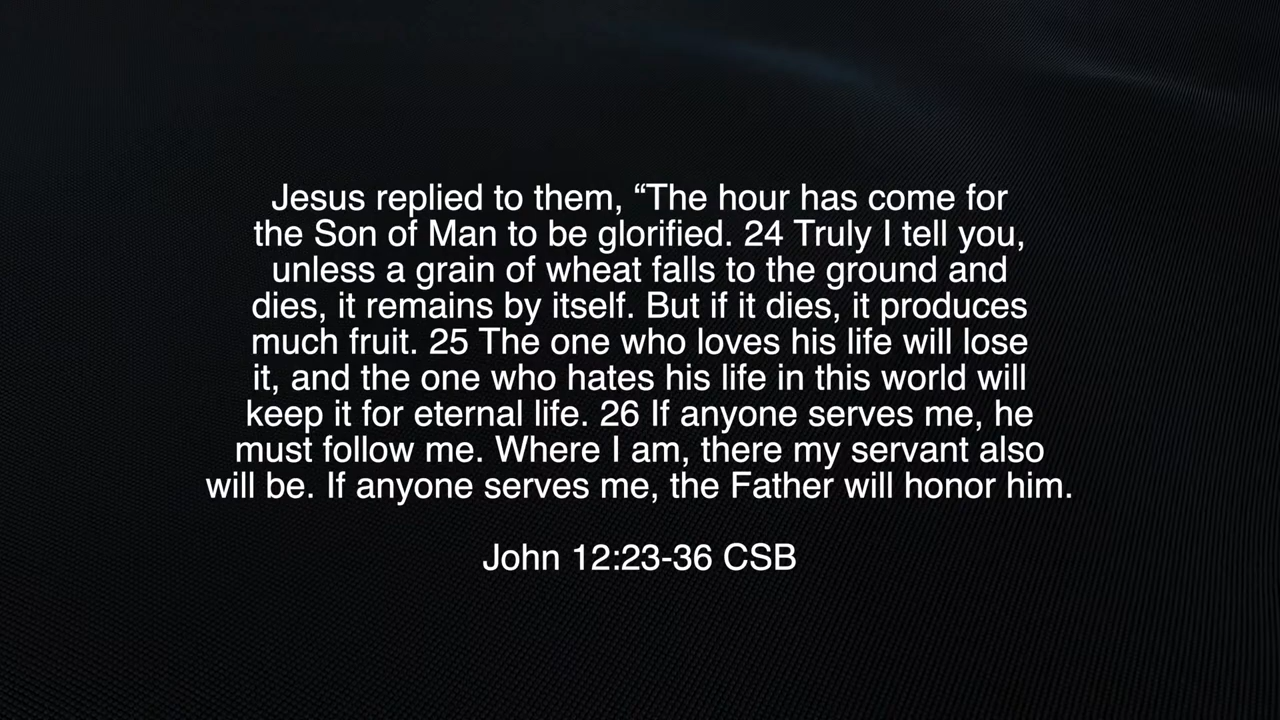 Jesus replied to them, “The hour has come for
the Son of Man to be glorified. 24 Truly I tell you,
unless a grain of wheat falls to the ground and
dies, it remains by itself. But if it dies, it produces
much fruit. 25 The one who loves his life will lose
it, and the one who hates his life in this world will
keep it for eternal life. 26 If anyone serves me, he
must follow me. Where I am, there my servant also
will be. If anyone serves me, the Father will honor him.
John 12:23-36 CSB